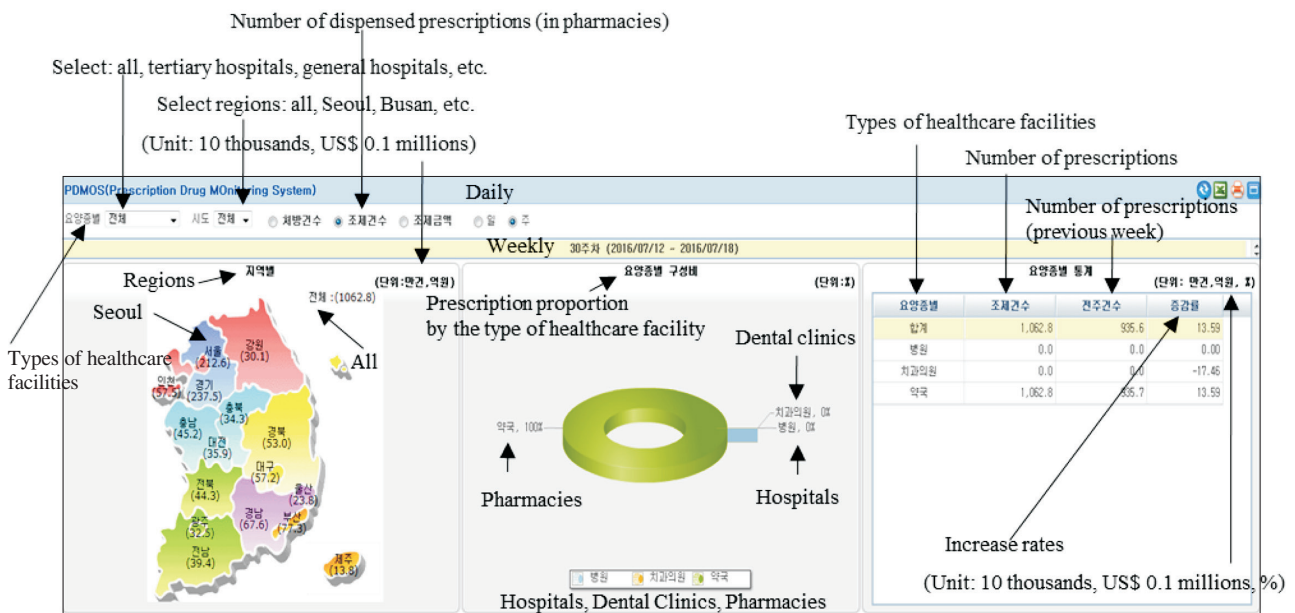 Number of dispensed prescriptions (in pharmacies)
Select: all, tertiary hospitals, general hospitals, etc.
Select regions: all, Seoul, Busan, etc.
(Unit: 10 thousands, US$ 0.1 millions)
Types of healthcare facilities
Number of prescriptions
PDMOS(Prescription Drug MOnitoring System)
Daily
요양종별 전체 시도 전체 처방건수 조제건수 조제금액 일 주
Number of prescriptions
(previous week)
Weekly 30주차 (2016/07/12 - 2016/07/18)
Regions
지역별
(단위:만건,억원)
전체 :(1062.8)
Seoul
Types of healthcare
facilities
All
서울
(212.6)
강원
(30.1)
인천
(57.5)
경기
(237.5)
충북
(34.3)
충남
(45.2)
대전
(35.9)
경북
(53.0)
대구
(57.2)
전북
(44.3)
울산
(23.8)
경남
(67.6)
부산
(77.3)
광주
(32.5)
전남
(39.4)
제주
(13.8)
요양종별 구성비
(단위:%)
Prescription proportion
by the type of healthcare facility
Dental clinics
치과의원, 0%
병원, 0%
약국, 100%
Pharmacies
Hospitals
병원 치과의원 약국
Hospitals, Dental Clinics, Pharmacies
요양종별 통계
(단위: 만건,억원, %)
요양종별 조제건수 전주건수 증감률
합계 1,062.8 935.6 13.59
병원 0.0 0.0 0.00
치과의원 0.0 0.0 -17.46
약국 1,062.8 935.7 13.59
Increase rates
(Unit: 10 thousands, US$ 0.1 millions, %)